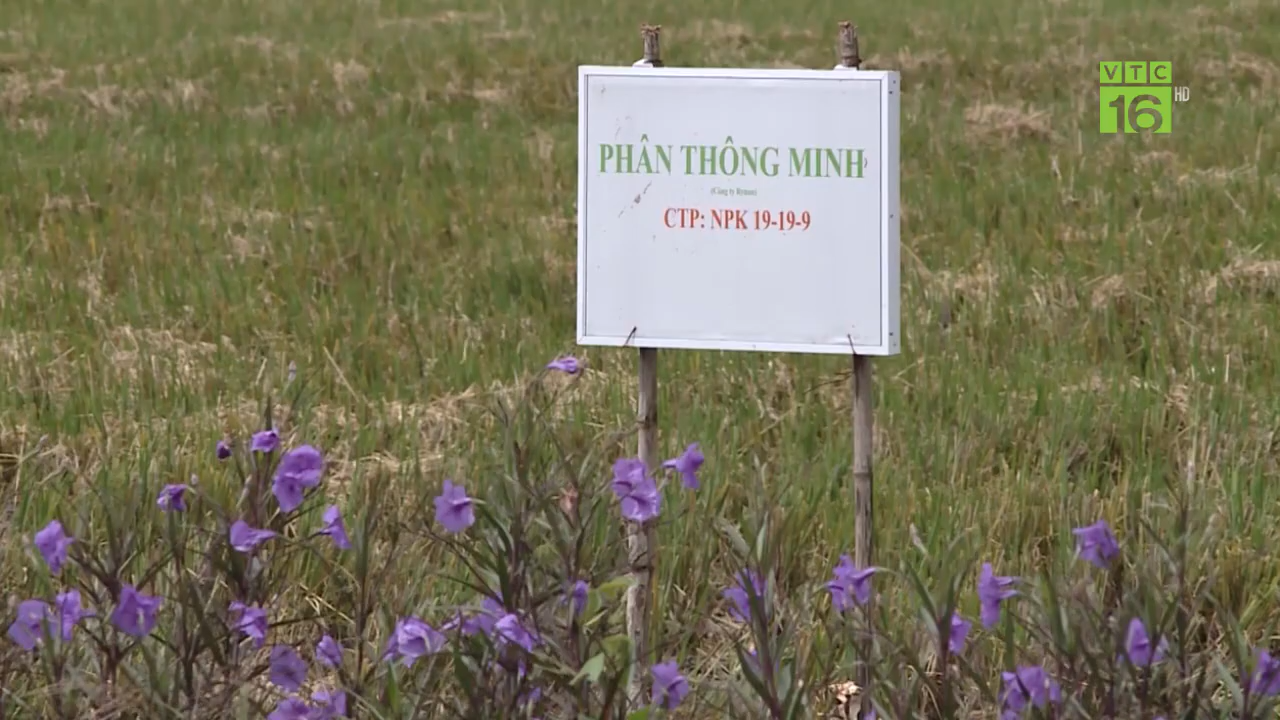 PHÂN THÔNG MINH
CTP: NPK 19-19-9
VTC
16 HD